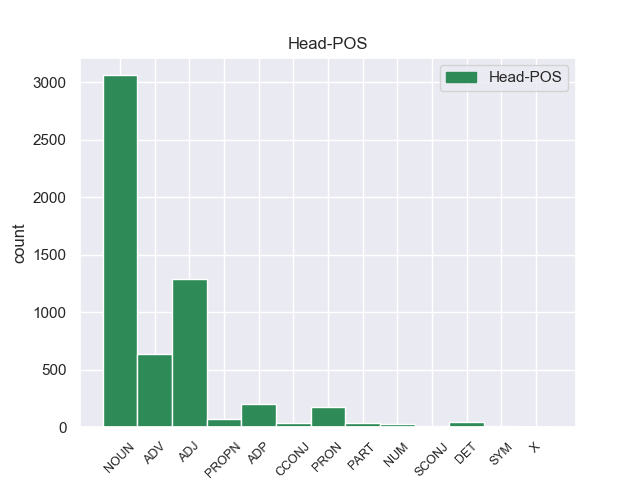 Head-POS
Head-POS
3000
2500
2000
1500
1000
500
0
count
NOUN ADV ADJ PROPN ADP CCONJ PRON PART NUM SCONJ DET SYM X